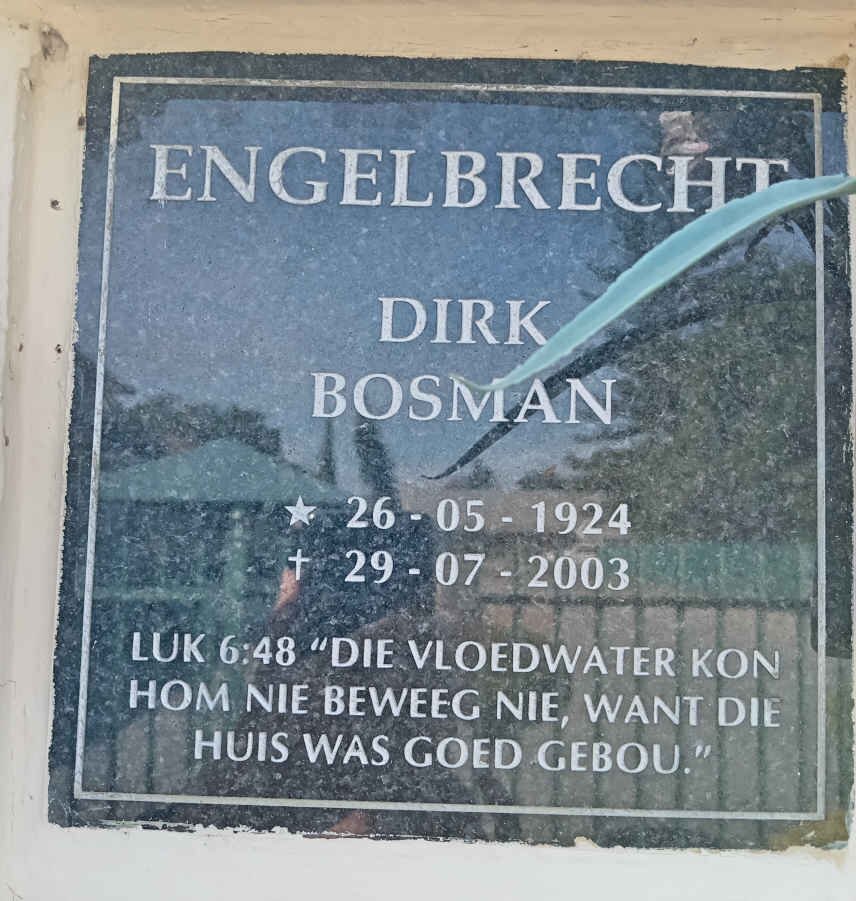 ENGELBRECHT
DIRK
BOSMAN
★ 26 - 05 - 1924
✝ 29 - 07 - 2003
LUK 6:48 “DIE VLOEDWATER KON
HOM NIE BEWEEG NIE, WANT DIE
HUIS WAS GOED GEBOU.”